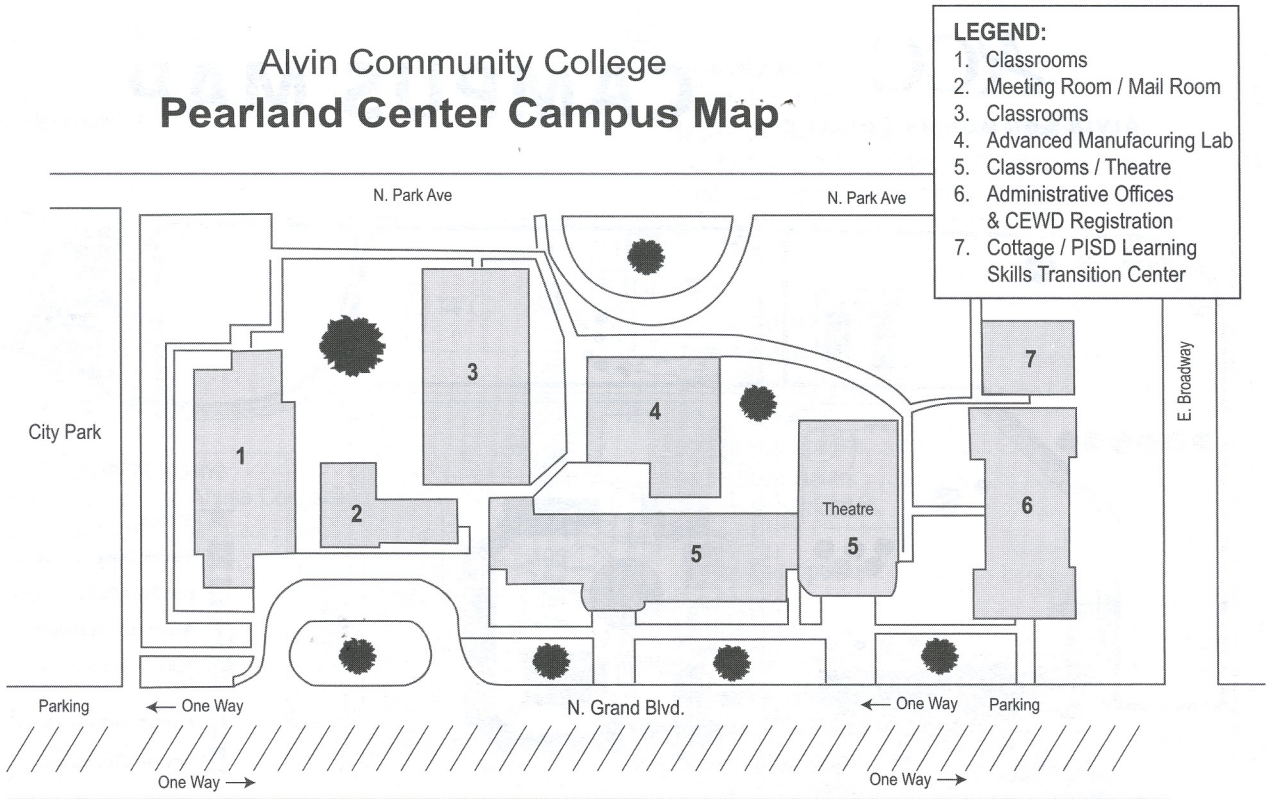 Alvin Community College
Pearland Center Campus Map
LEGEND:
1. Classrooms
2. Meeting Room / Mail Room
3. Classrooms
4. Advanced Manufacuring Lab
5. Classrooms / Theatre
6. Administrative Offices
& CEWD Registration
7. Cottage / PISD Learning
Skills Transition Center
N. Park Ave
N. Park Ave
City Park
1
2
3
4
5
Theatre
5
6
7
E. Broadway
Parking
← One Way
N. Grand Blvd.
← One Way
Parking
One Way →
One Way →